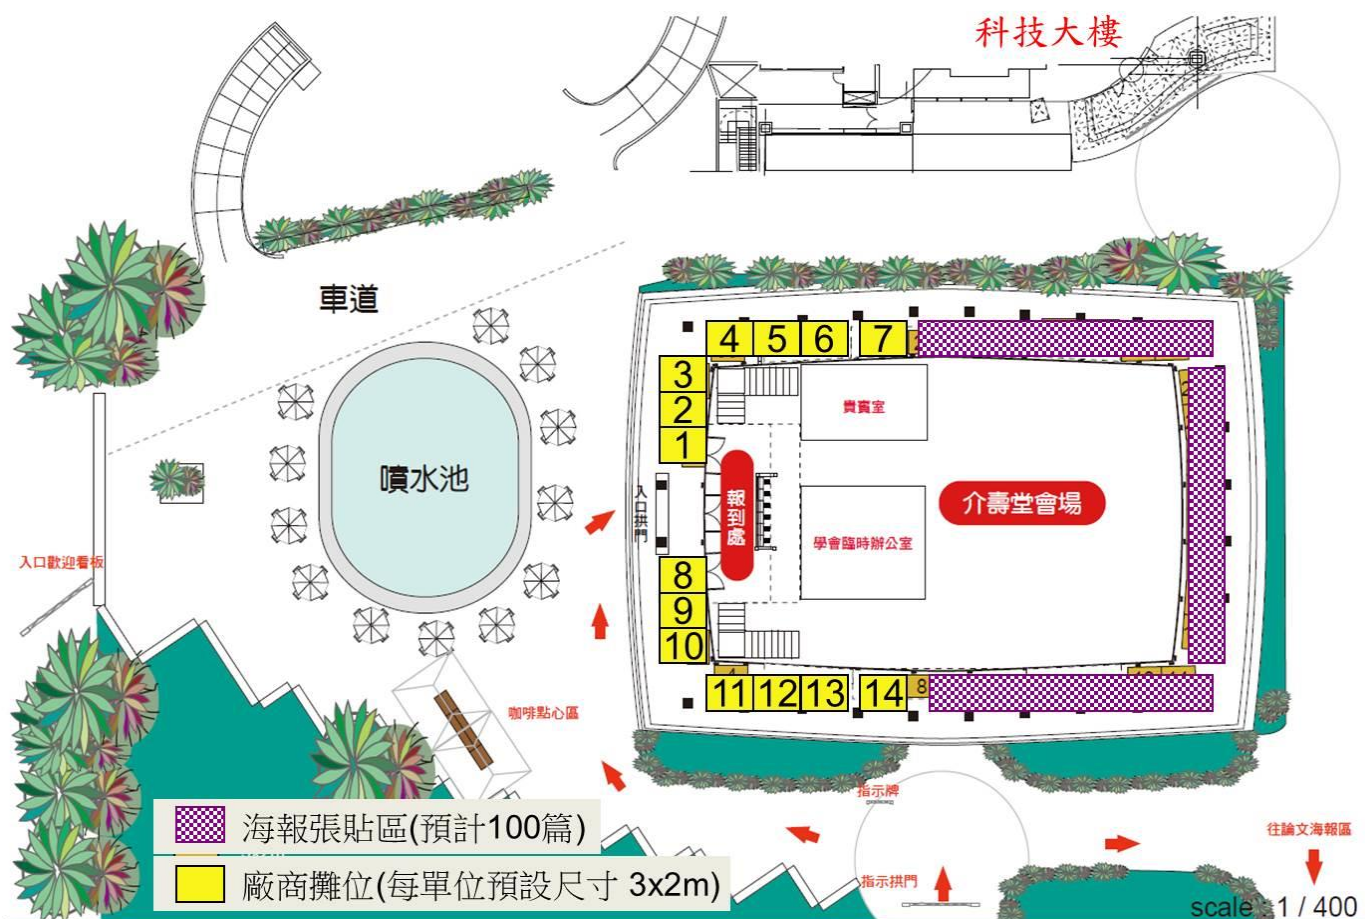 科技大樓
車道
4
5
6
7
3
2
1
貴賓室
噴水池
入口拱門
報到處
介壽堂會場
學會臨時辦公室
入口歡迎看板
8
9
10
11
12
13
14
8
咖啡點心區
指示牌
海報張貼區(預計100篇)
往論文海報區
廠商攤位(每單位預設尺寸 3x2m)
指示拱門
scale 1 / 400